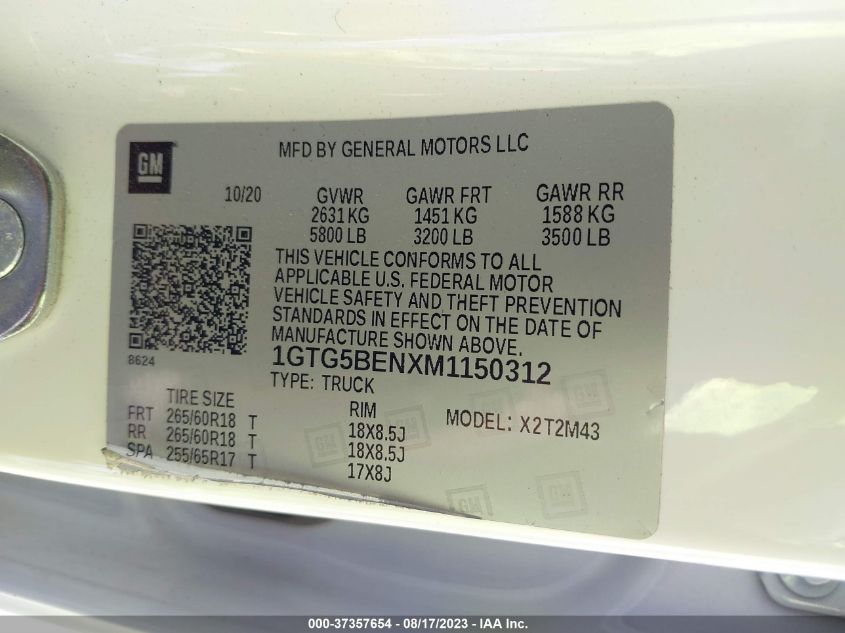 GM
MFD BY GENERAL MOTORS LLC
10/20 GVWR GAWR FRT GAWR RR
2631 KG 1451 KG 1588 KG
5800 LB 3200 LB 3500 LB
THIS VEHICLE CONFORMS TO ALL
APPLICABLE U.S. FEDERAL MOTOR
VEHICLE SAFETY AND THEFT PREVENTION
STANDARDS IN EFFECT ON THE DATE OF
MANUFACTURE SHOWN ABOVE.
8624
1GTG5BENXM1150312
TYPE: TRUCK
TIRE SIZE RIM MODEL: X2T2M43
FRT 265/60R18 T 18X8.5J
RR 265/60R18 T 18X8.5J
SPA 255/65R17 T 17X8J
GM GM
000-37357654 - 08/17/2023 - IAA Inc.